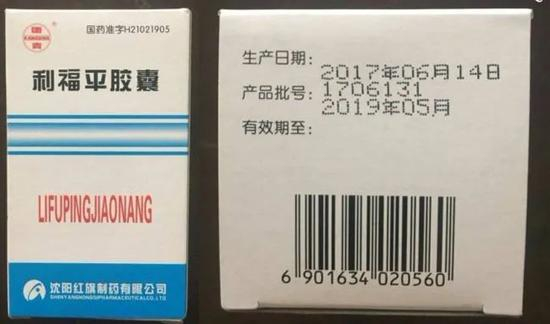 国药准字H21021905
利福平胶囊
LIFUPINGJIAONANG
沈阳红旗制药有限公司
SHENYANGHONGQIPHARMACEUTICALCO.LTD
生产日期:
2017年06月14日
产品批号:
1706131
2019年05月
有效期至:
6 901634 020560